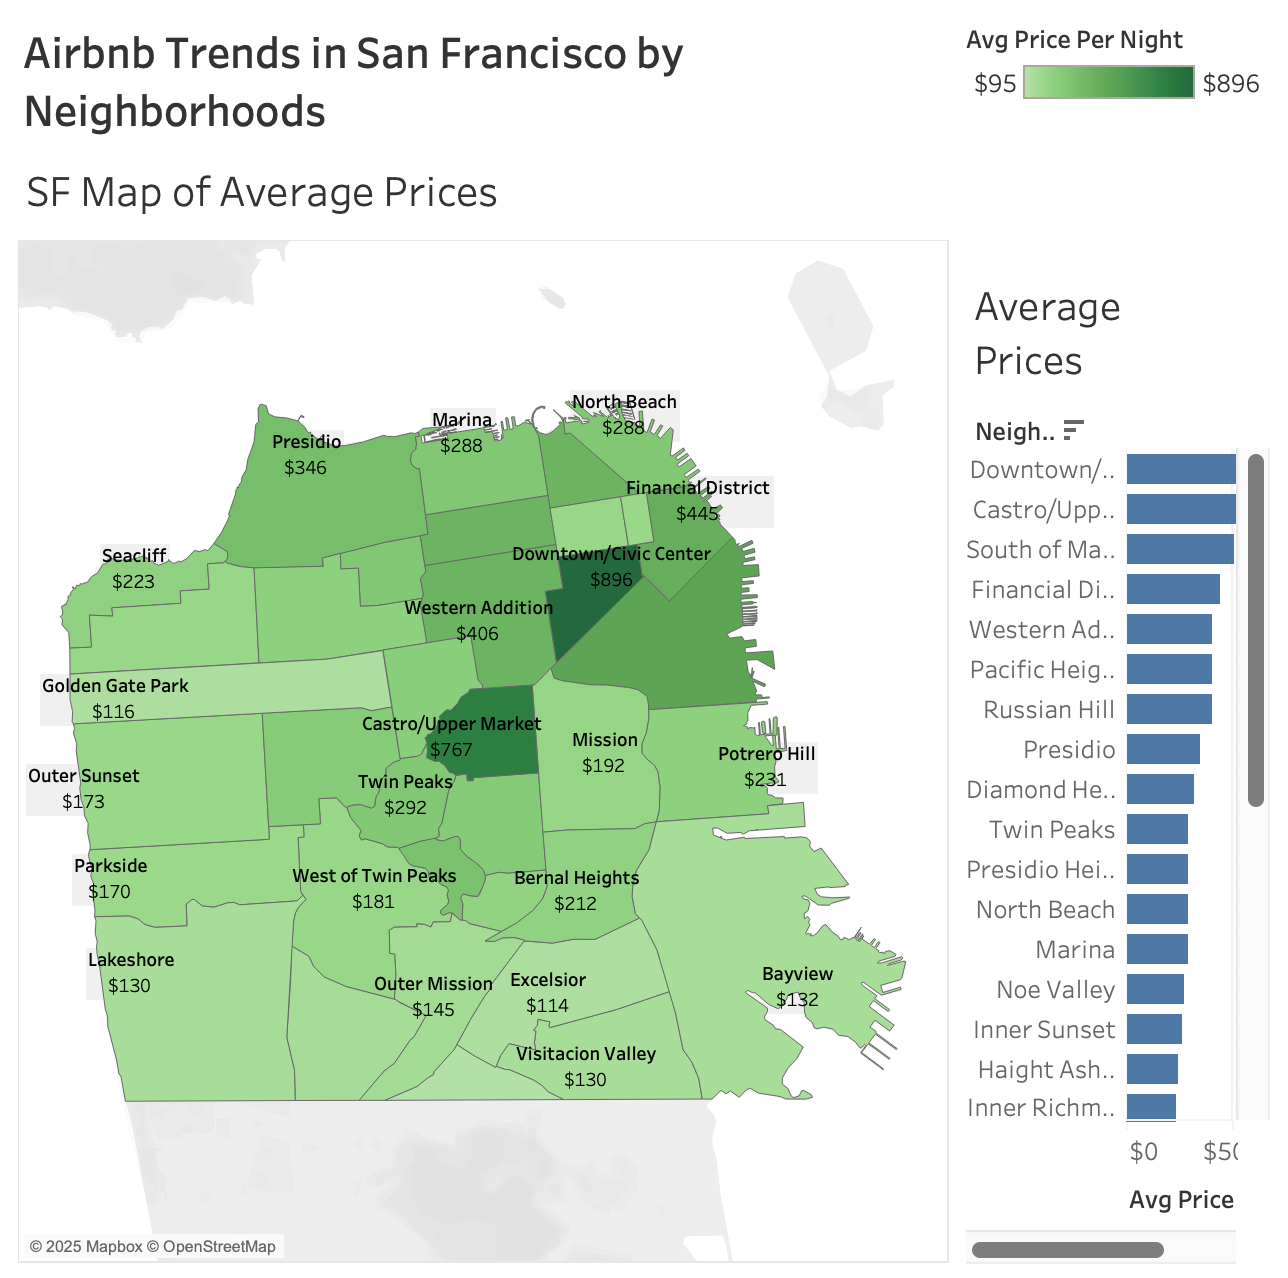 Airbnb Trends in San Francisco by
Neighborhoods
Avg Price Per Night
$95 $896
SF Map of Average Prices
North Beach
$288
Marina
$288
Presidio
$346
Financial District
$445
Seacliff
$223
Downtown/Civic Center
$896
Western Addition
$406
Golden Gate Park
$116
Castro/Upper Market
$767
Mission
$192
Potrero Hill
$231
Outer Sunset
$173
Twin Peaks
$292
Parkside
$170
West of Twin Peaks
$181
Bernal Heights
$212
Lakeshore
$130
Outer Mission
$145
Excelsior
$114
Bayview
$132
Visitacion Valley
$130
© 2025 Mapbox © OpenStreetMap
Average
Prices
Neigh..
Downtown/..
Castro/Upp..
South of Ma..
Financial Di..
Western Ad..
Pacific Heig..
Russian Hill
Presidio
Diamond He..
Twin Peaks
Presidio Hei..
North Beach
Marina
Noe Valley
Inner Sunset
Haight Ash..
Inner Richm..
$0 $50
Avg Price